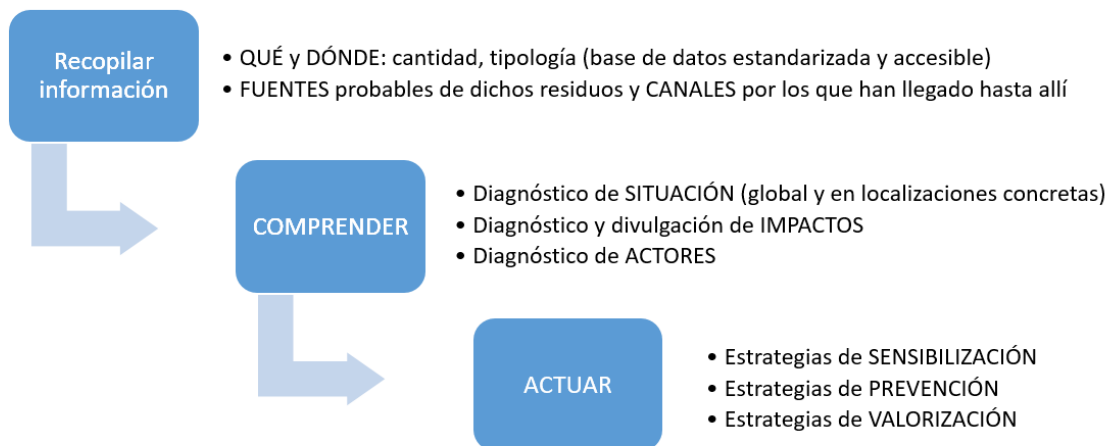 Recopilar
información
• QUÉ y DÓNDE: cantidad, tipología (base de datos estandarizada y accesible)
• FUENTES probables de dichos residuos y CANALES por los que han llegado hasta allí
COMPRENDER
• Diagnóstico de SITUACIÓN (global y en localizaciones concretas)
• Diagnóstico y divulgación de IMPACTOS
• Diagnóstico de ACTORES
ACTUAR
• Estrategias de SENSIBILIZACIÓN
• Estrategias de PREVENCIÓN
• Estrategias de VALORIZACIÓN